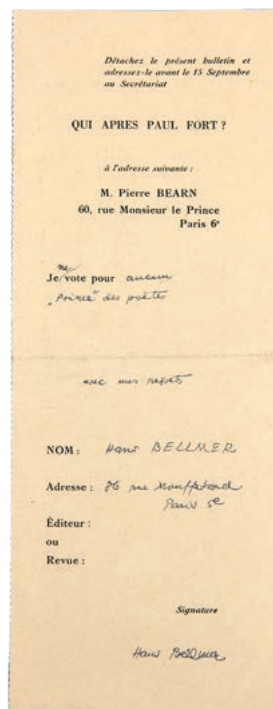 Détachez le présent bulletin et
adressez-le avant le 15 Septembre
au Secrétariat
QUI APRES PAUL FORT ?
à l'adresse suivante :
M. Pierre BEARN
60, rue Monsieur le Prince
Paris 6e
Je ne vote pour aucun
„Prince" des poètes
avec mes regrets
NOM : Hans BELLMER
Adresse : 86 rue Mouffetard
Paris 5e
Éditeur :
ou
Revue :
Signature
Hans Bellmer